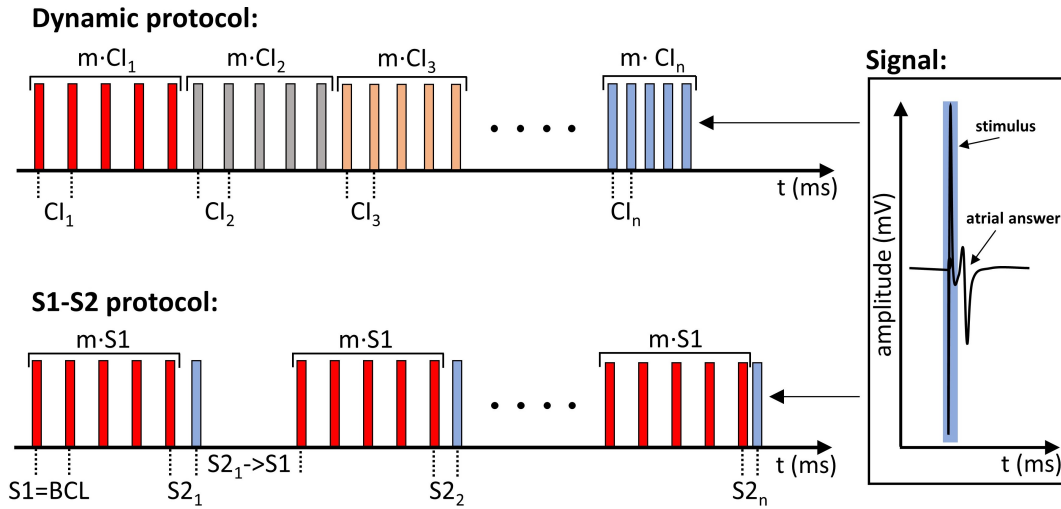 Dynamic protocol:
m·CI₁
m·CI₂
m·CI₃
m· CIₙ
t (ms)
CI₁
CI₂
CI₃
CIₙ
S1-S2 protocol:
m·S1
m·S1
m·S1
t (ms)
S1=BCL
S2₁
S2₁->S1
S2₂
S2ₙ
Signal:
stimulus
atrial answer
amplitude (mV)
t (ms)